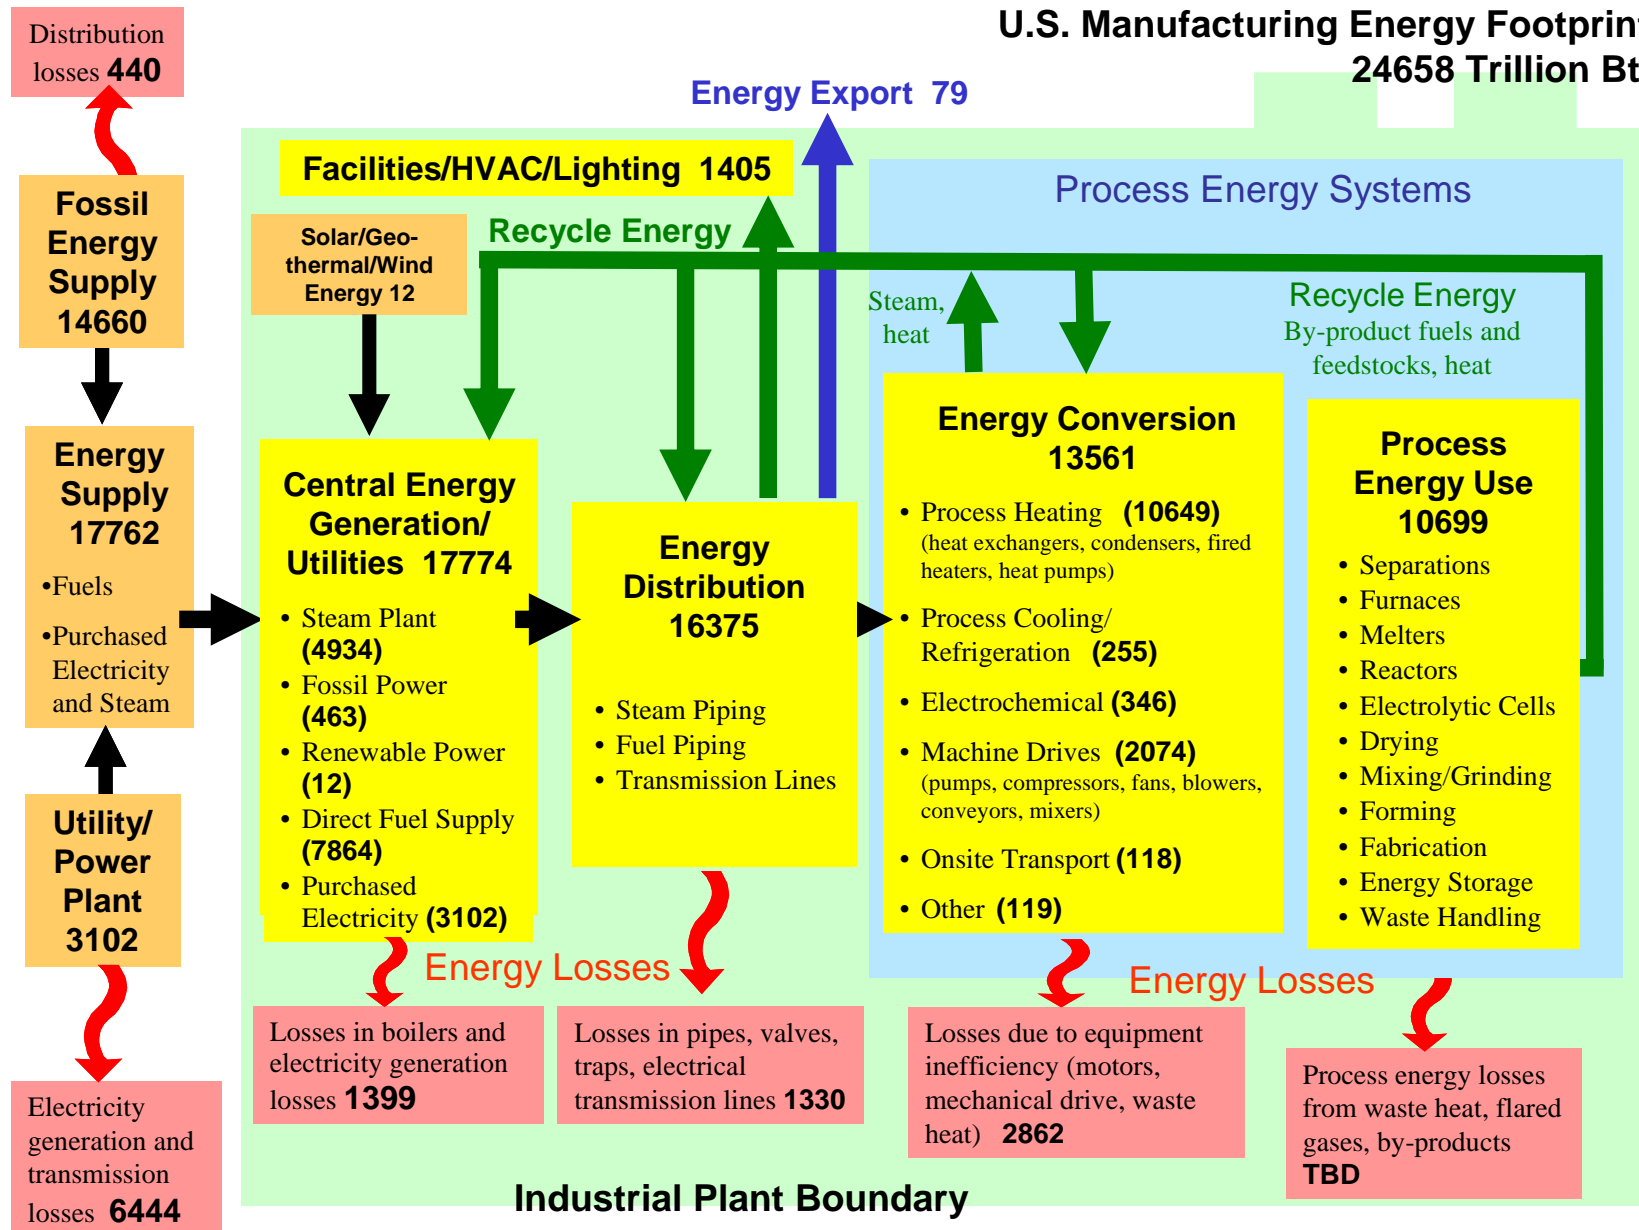 U.S. Manufacturing Energy Footprin
24658 Trillion Bt
Distribution
losses 440
Fossil
Energy
Supply
14660
Energy
Supply
17762
•Fuels
•Purchased
Electricity
and Steam
Utility/
Power
Plant
3102
Electricity
generation and
transmission
losses 6444
Energy Export 79
Facilities/HVAC/Lighting 1405
Solar/Geo-
thermal/Wind
Energy 12
Recycle Energy
Central Energy
Generation/
Utilities 17774
• Steam Plant
(4934)
• Fossil Power
(463)
• Renewable Power
(12)
• Direct Fuel Supply
(7864)
• Purchased
Electricity (3102)
Energy
Distribution
16375
• Steam Piping
• Fuel Piping
• Transmission Lines
Process Energy Systems
Steam,
heat
Recycle Energy
By-product fuels and
feedstocks, heat
Energy Conversion
13561
• Process Heating (10649)
(heat exchangers, condensers, fired
heaters, heat pumps)
• Process Cooling/
Refrigeration (255)
• Electrochemical (346)
• Machine Drives (2074)
(pumps, compressors, fans, blowers,
conveyors, mixers)
• Onsite Transport (118)
• Other (119)
Process
Energy Use
10699
• Separations
• Furnaces
• Melters
• Reactors
• Electrolytic Cells
• Drying
• Mixing/Grinding
• Forming
• Fabrication
• Energy Storage
• Waste Handling
Energy Losses
Energy Losses
Losses in boilers and
electricity generation
losses 1399
Losses in pipes, valves,
traps, electrical
transmission lines 1330
Losses due to equipment
inefficiency (motors,
mechanical drive, waste
heat) 2862
Process energy losses
from waste heat, flared
gases, by-products
TBD
Industrial Plant Boundary